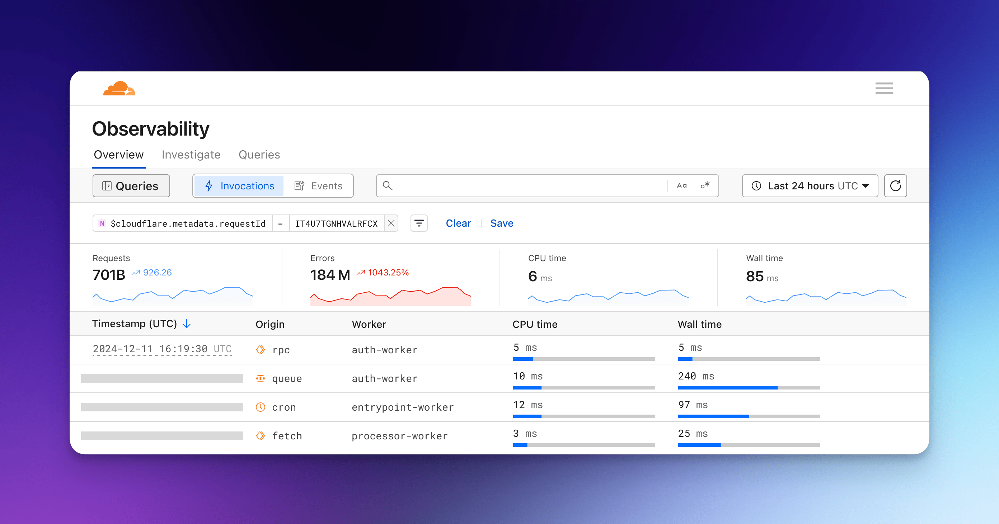 Observability
Overview Investigate Queries
Queries Invocations Events Aa Last 24 hours UTC
N $cloudflare.metadata.requestId = IT4U7TGNHVALRFCX Clear Save
Requests Errors CPU time Wall time
701B 926.26 184 M 1043.25% 6 ms 85 ms
Timestamp (UTC) Origin Worker CPU time Wall time
2024-12-11 16:19:30 UTC rpc auth-worker 5 ms 5 ms
queue auth-worker 10 ms 240 ms
cron entrypoint-worker 12 ms 97 ms
fetch processor-worker 3 ms 25 ms